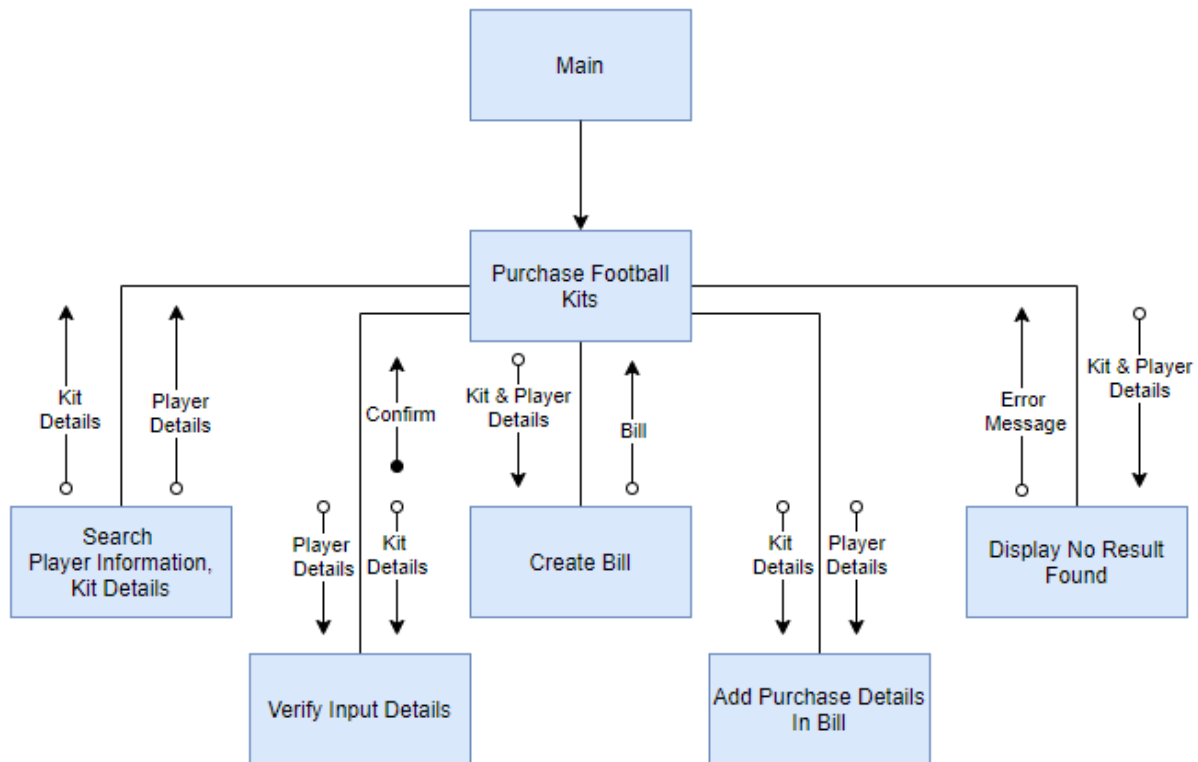 Main
Purchase Football
Kits
Kit
Details
Player
Details
Confirm
Kit & Player
Details
Bill
Error
Message
Kit & Player
Details
Search
Player Information,
Kit Details
Player
Details
Kit
Details
Create Bill
Kit
Details
Player
Details
Display No Result
Found
Verify Input Details
Add Purchase Details
In Bill